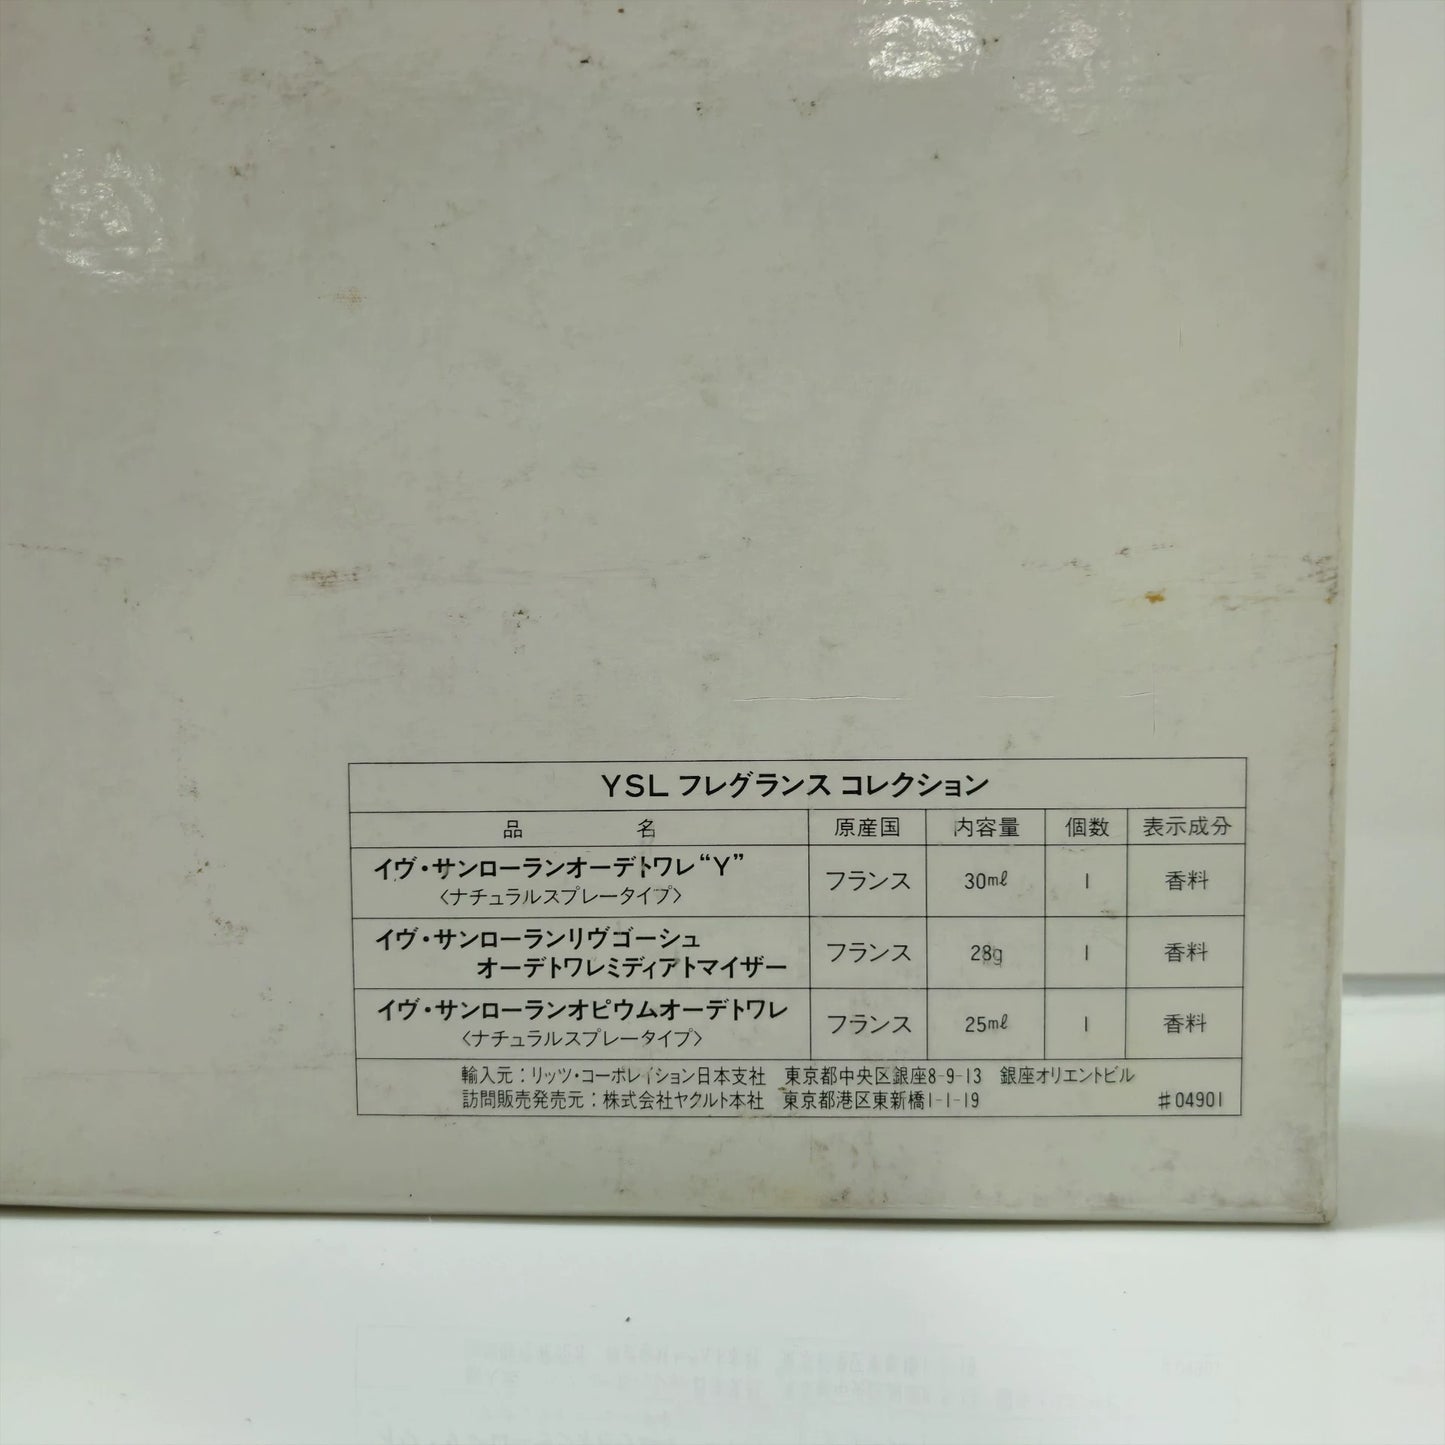 YSL フレグランス コレクション
品　名 原産国 内容量 個数 表示成分
イヴ・サンローランオーデトワレ“Y” フランス 30ml 1 香料
〈ナチュラルスプレータイプ〉
イヴ・サンローランリヴゴーシュ
オーデトワレミディアトマイザー フランス 28g 1 香料
イヴ・サンローランオピウムオーデトワレ フランス 25ml 1 香料
〈ナチュラルスプレータイプ〉
輸入元：リッツ・コーポレイション日本支社　東京都中央区銀座8-9-13　銀座オリエントビル
訪問販売発売元：株式会社ヤクルト本社　東京都港区東新橋1-1-19 #04901